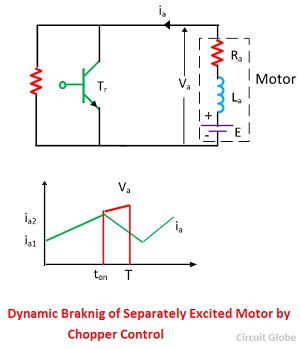 iₐ
Rₐ
Tᵣ
Vₐ
Motor
Lₐ
+
E
-
Vₐ
iₐ₂
iₐ
iₐ₁
tₒₙ
T
Dynamic Braknig of Separately Excited Motor by
Chopper Control
Circuit Globe